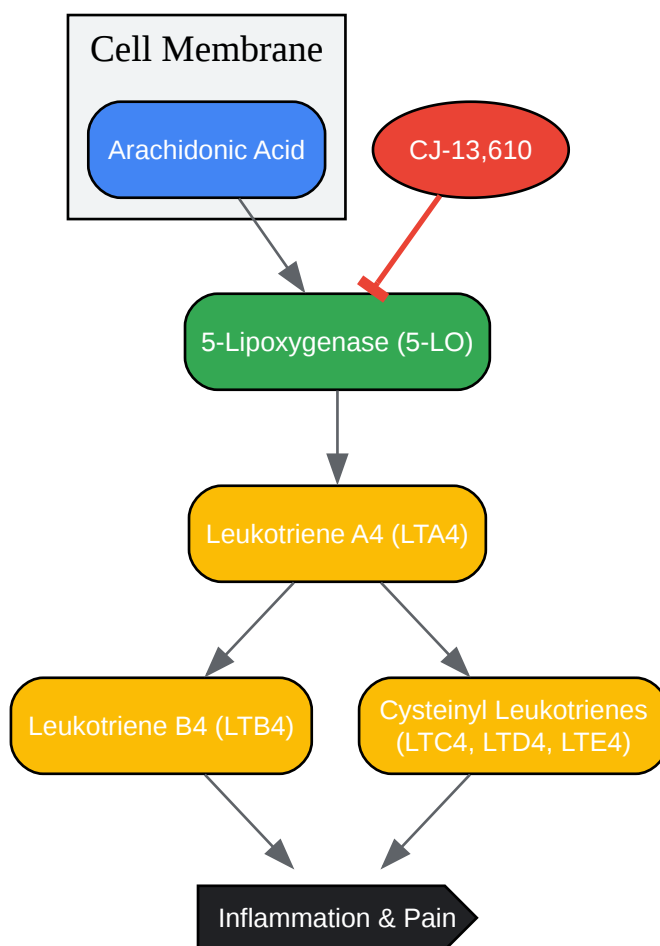 Cell Membrane
Arachidonic Acid
CJ-13,610
5-Lipoxygenase (5-LO)
Leukotriene A4 (LTA4)
Leukotriene B4 (LTB4)
Cysteinyl Leukotrienes
(LTC4, LTD4, LTE4)
Inflammation & Pain